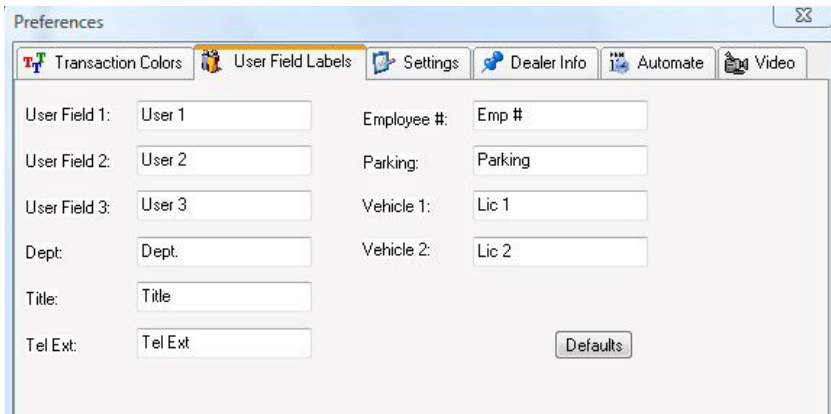 Preferences
Transaction Colors User Field Labels Settings Dealer Info Automate Video
User Field 1: User 1 Employee #: Emp #
User Field 2: User 2 Parking: Parking
User Field 3: User 3 Vehicle 1: Lic 1
Dept: Dept. Vehicle 2: Lic 2
Title: Title
Tel Ext: Tel Ext Defaults